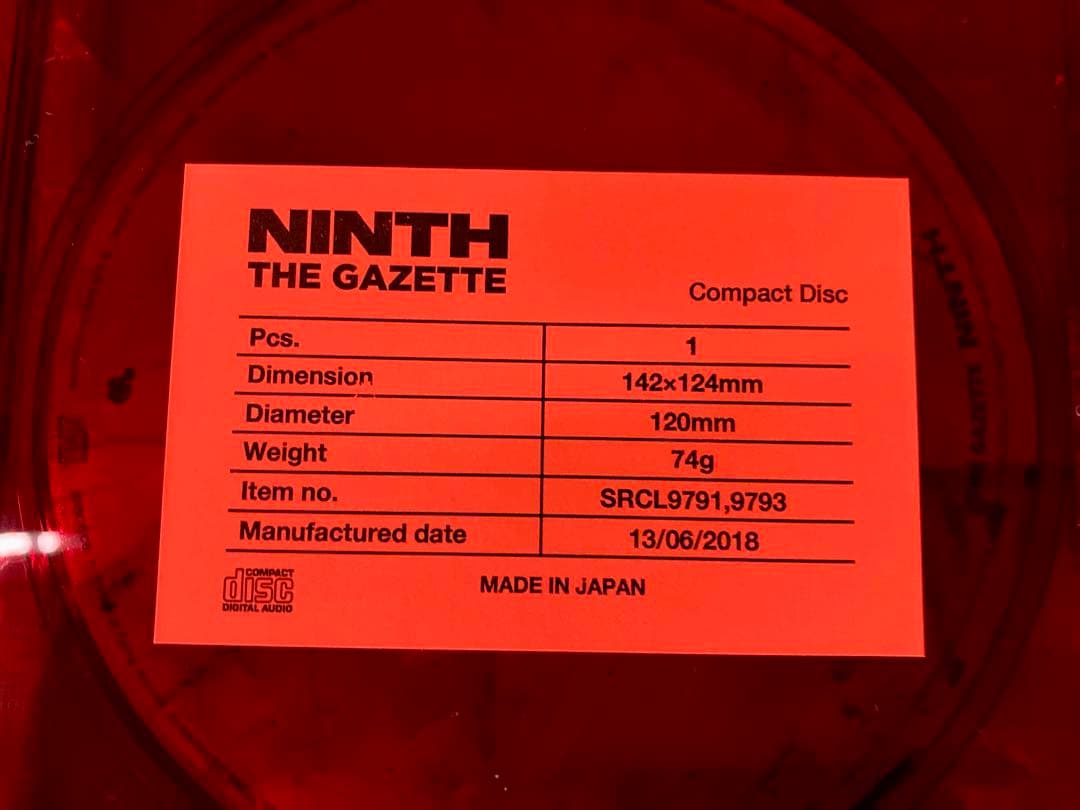 NINTH
THE GAZETTE
Compact Disc
Pcs. 1
Dimension 142×124mm
Diameter 120mm
Weight 74g
Item no. SRCL9791,9793
Manufactured date 13/06/2018
COMPACT
disc
DIGITAL AUDIO
MADE IN JAPAN
NINTH